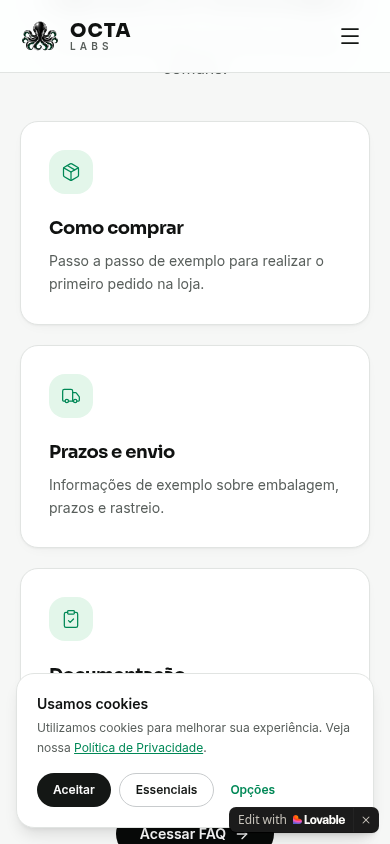 OCTA
LABS
Como comprar
Passo a passo de exemplo para realizar o
primeiro pedido na loja.
Prazos e envio
Informações de exemplo sobre embalagem,
prazos e rastreio.
Documentação
Usamos cookies
Utilizamos cookies para melhorar sua experiência. Veja
nossa Política de Privacidade.
Aceitar
Essenciais
Opções
Edit with Lovable ×
Acessar FAQ →